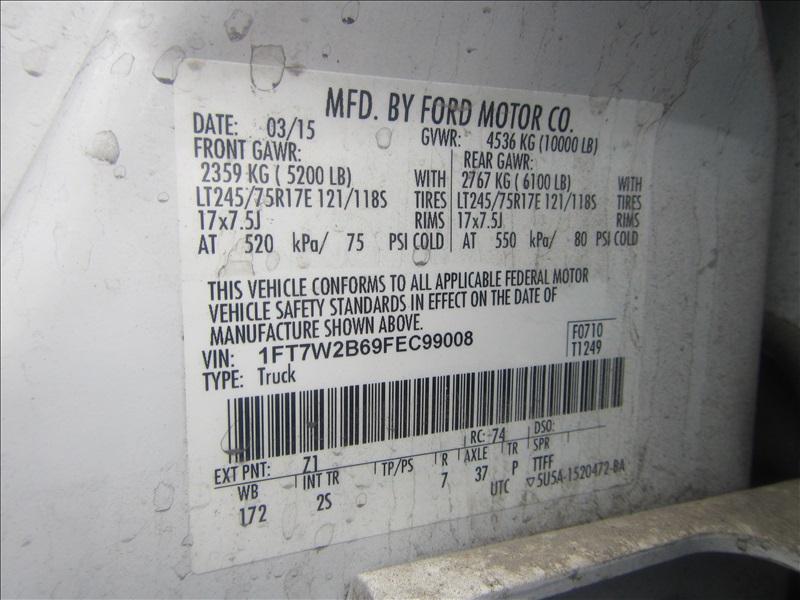 MFD. BY FORD MOTOR CO.
DATE: 03/15 GVWR: 4536 KG (10000 LB)
FRONT GAWR: REAR GAWR:
2359 KG ( 5200 LB) WITH 2767 KG ( 6100 LB) WITH
LT245/75R17E 121/118S TIRES LT245/75R17E 121/118S TIRES
17x7.5J RIMS 17x7.5J RIMS
AT 520 kPa/ 75 PSI COLD AT 550 kPa/ 80 PSI COLD
THIS VEHICLE CONFORMS TO ALL APPLICABLE FEDERAL MOTOR
VEHICLE SAFETY STANDARDS IN EFFECT ON THE DATE OF
MANUFACTURE SHOWN ABOVE.
VIN: 1FT7W2B69FEC99008 F0710
TYPE: Truck T1249
EXT PNT: Z1 RC: 74 DSO:
WB INT TR TP/PS R AXLE TR SPR
172 2S 7 37 P TTFF
UTC ▽5U5A-1520472-BA